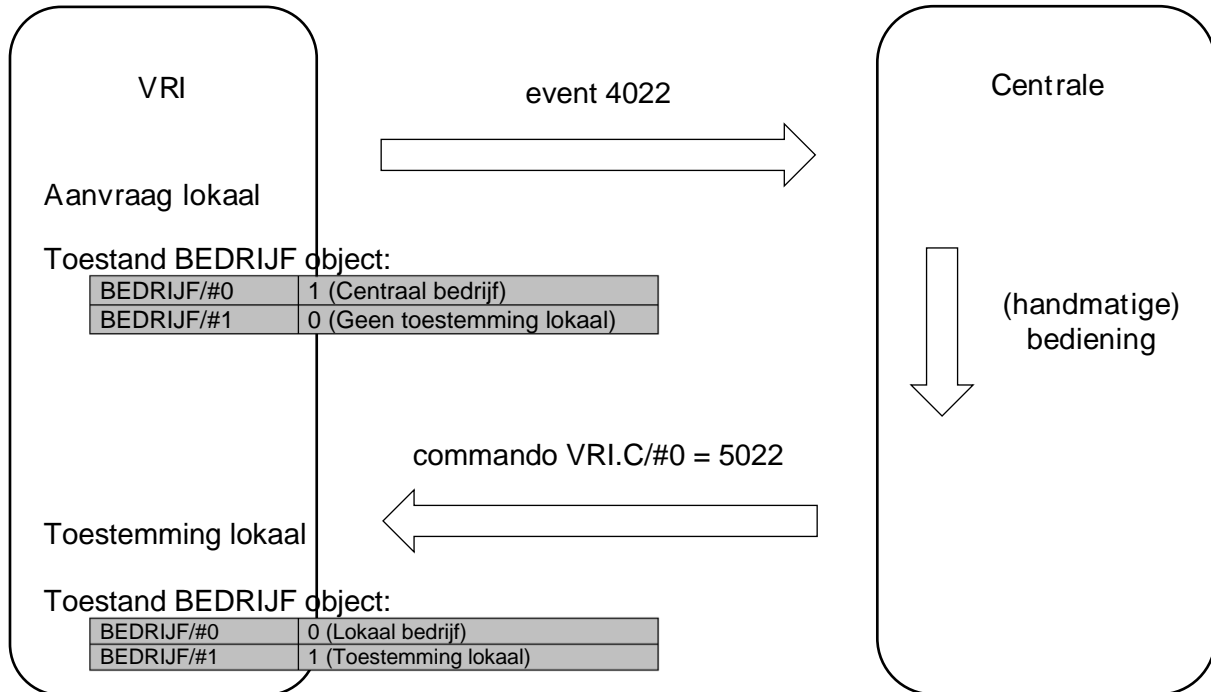 VRI
event 4022
Centrale
Aanvraag lokaal
Toestand BEDRIJF object:
BEDRIJF/#0 1 (Centraal bedrijf)
BEDRIJF/#1 0 (Geen toestemming lokaal)
(handmatige)
bediening
commando VRI.C/#0 = 5022
Toestemming lokaal
Toestand BEDRIJF object:
BEDRIJF/#0 0 (Lokaal bedrijf)
BEDRIJF/#1 1 (Toestemming lokaal)